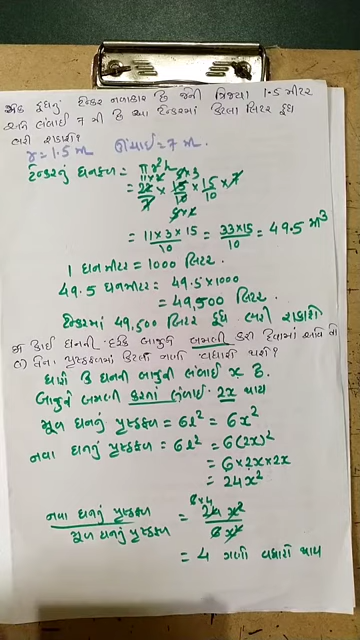 એક દૂધનું ટેન્કર નળાકાર છે જેની ત્રિજ્યા 1.5 મીટર
અને લંબાઈ 7 મી છે આ ટેન્કરમાં કેટલા લિટર દૂધ
ભરી શકાશે?
r = 1.5 m ઊંચાઈ = 7 m.
ટેન્કરનું ઘનફળ = πr²h
= 22/7 × 15/10 × 15/10 × 7
= 11×3×15/10 = 33×15/10 = 49.5 મી³
1 ઘનમીટર = 1000 લિટર.
49.5 ઘનમીટર = 49.5×1000
= 49,500 લિટર.
ટેન્કરમાં 49,500 લિટર દૂધ ભરી શકાશે
કોઈ ઘનની દરેક બાજુને બમણી કરી દેવામાં આવે તો
(1) તેના પૃષ્ઠફળમાં કેટલો ગણો વધારો થશે?
ધારો કે ઘનની બાજુની લંબાઈ x છે.
બાજુને બમણી કરતાં લંબાઈ 2x થાય
મૂળ ઘનનું પૃષ્ઠફળ = 6l² = 6x²
નવા ઘનનું પૃષ્ઠફળ = 6l² = 6(2x)²
= 6×2x×2x
= 24x²
નવા ઘનનું પૃષ્ઠફળ/મૂળ ઘનનું પૃષ્ઠફળ = 24x²/6x²
= 4 ગણો વધારો થાય